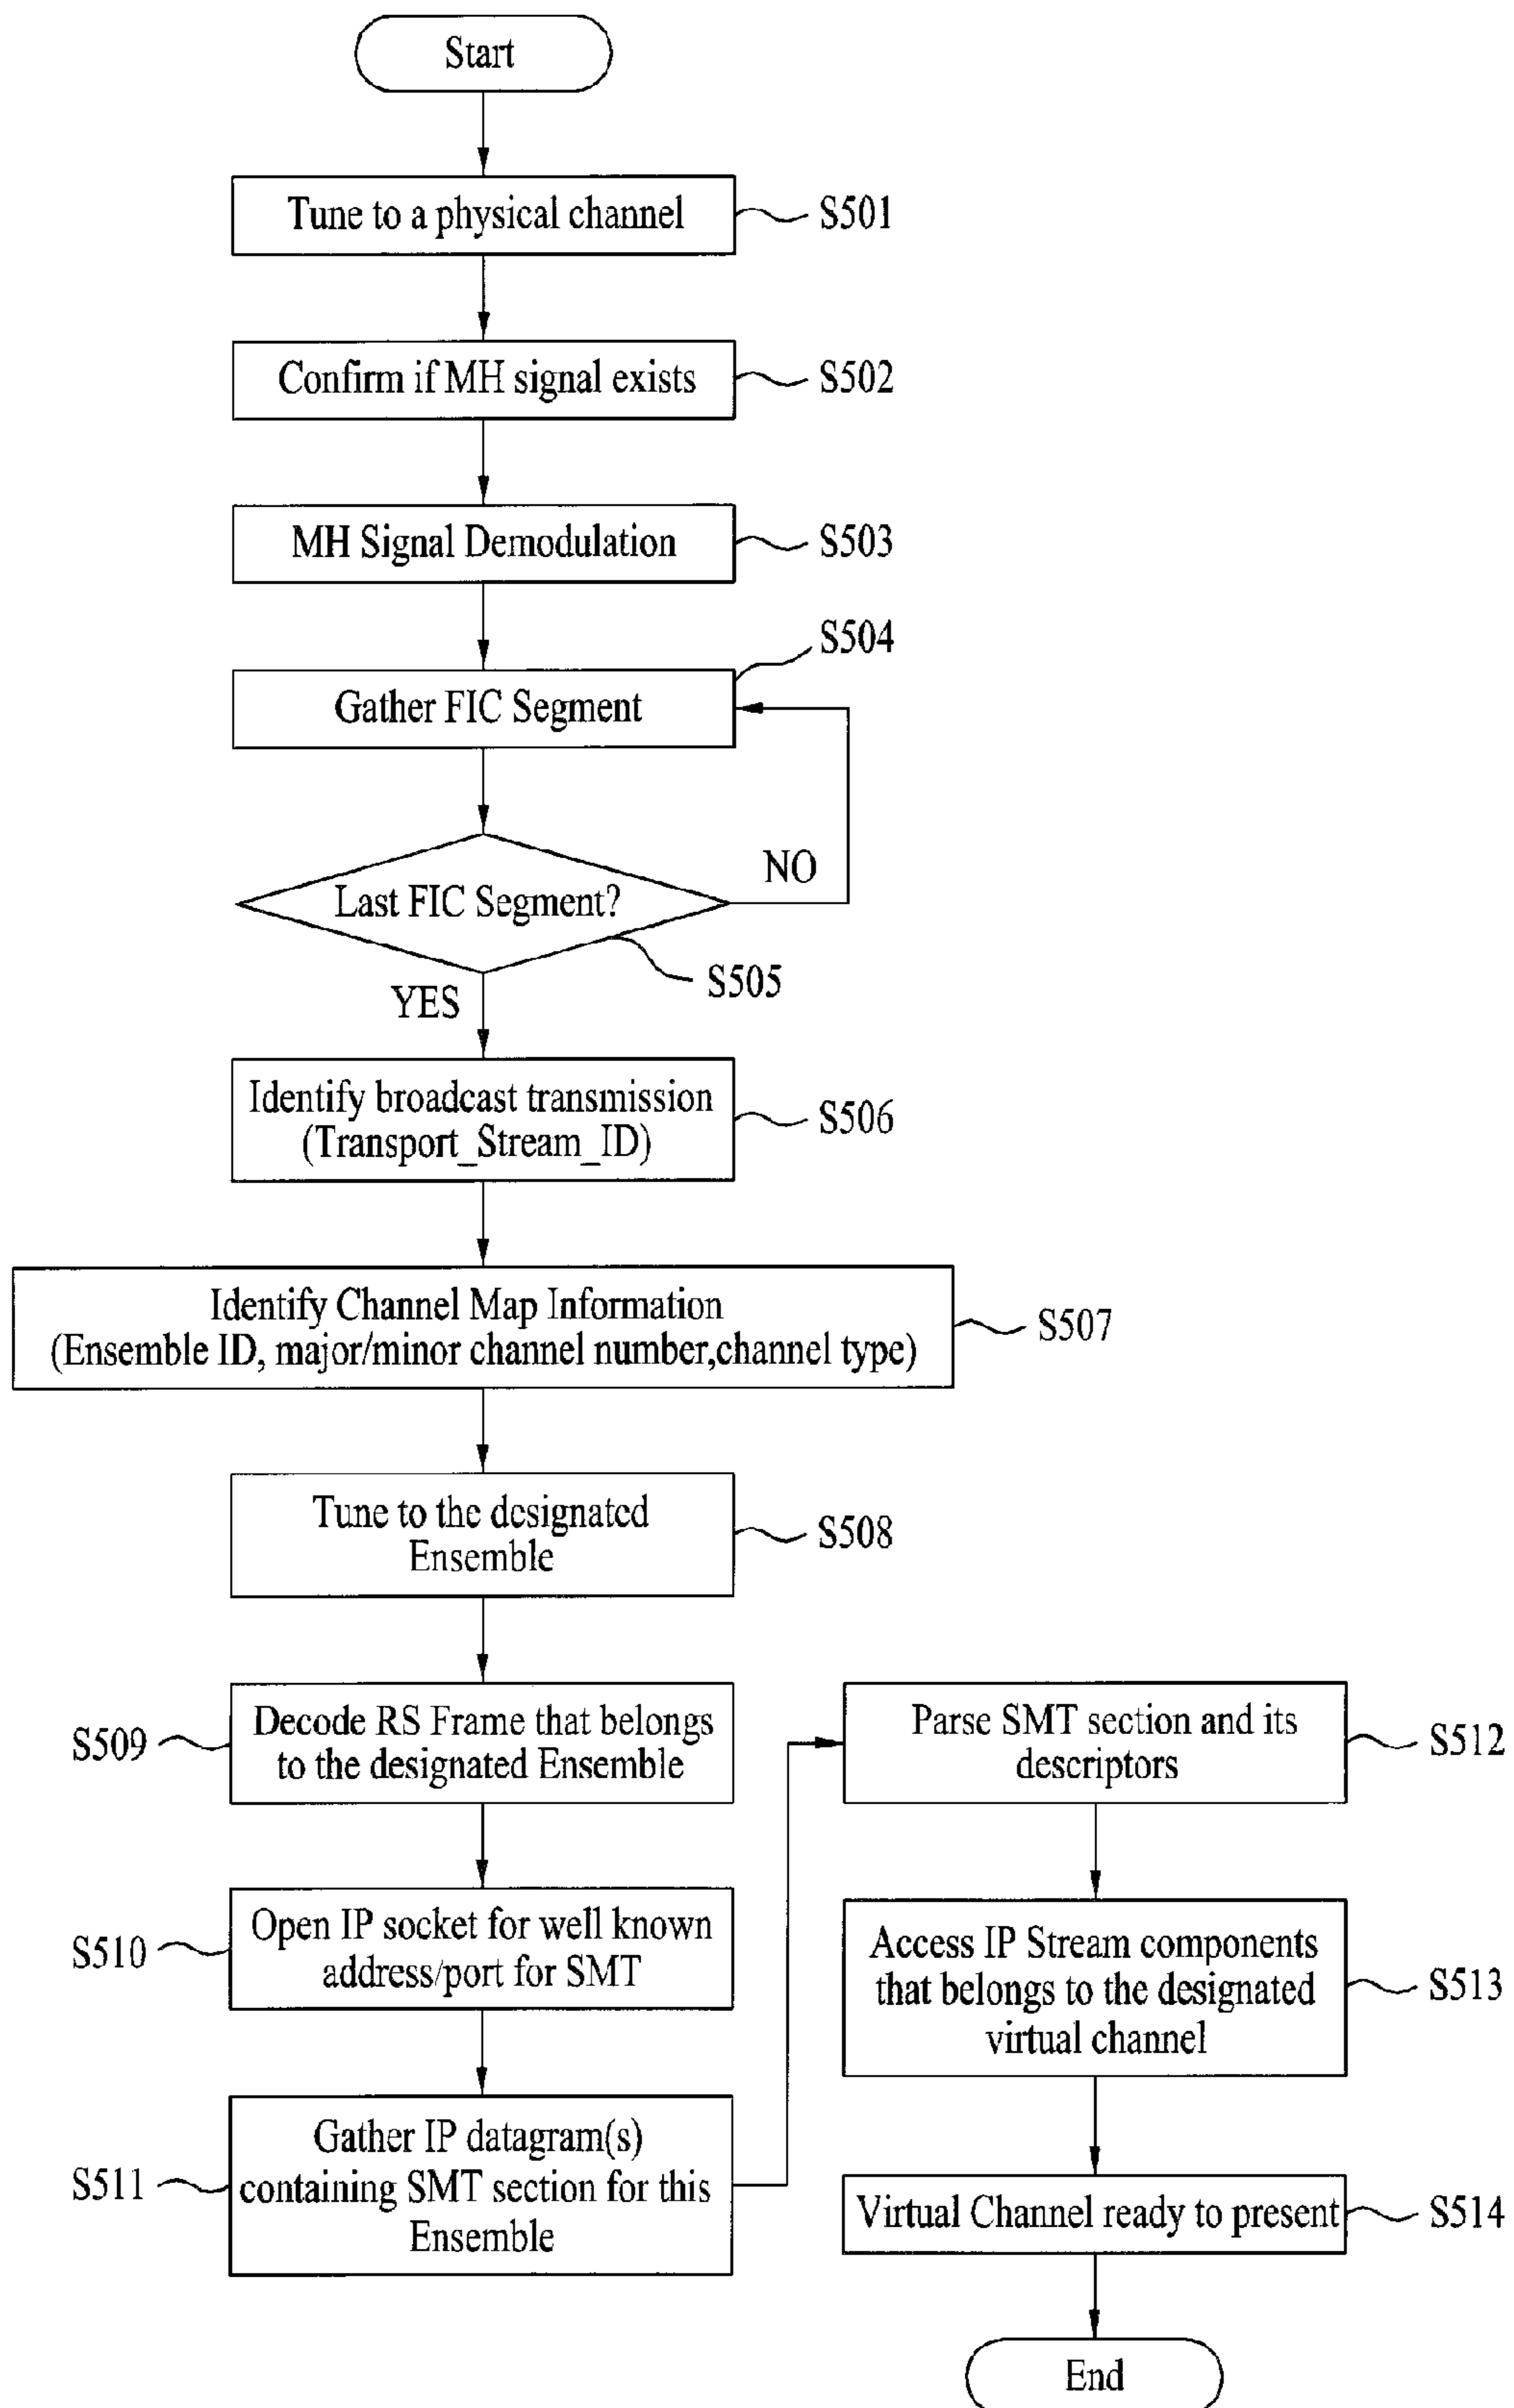 Start
Tune to a physical channel
S501
Confirm if MH signal exists
S502
MH Signal Demodulation
S503
S504
Gather FIC Segment
Last FIC Segment?
NO
S505
YES
Identify broadcast transmission
(Transport_Stream_ID)
S506
Identify Channel Map Information
(Ensemble ID, major/minor channel number,channel type)
S507
Tune to the designated
Ensemble
S508
S509
Decode RS Frame that belongs
to the designated Ensemble
S510
Open IP socket for well known
address/port for SMT
S511
Gather IP datagram(s)
containing SMT section for this
Ensemble
Parse SMT section and its
descriptors
S512
Access IP Stream components
that belongs to the designated
virtual channel
S513
Virtual Channel ready to present
S514
End